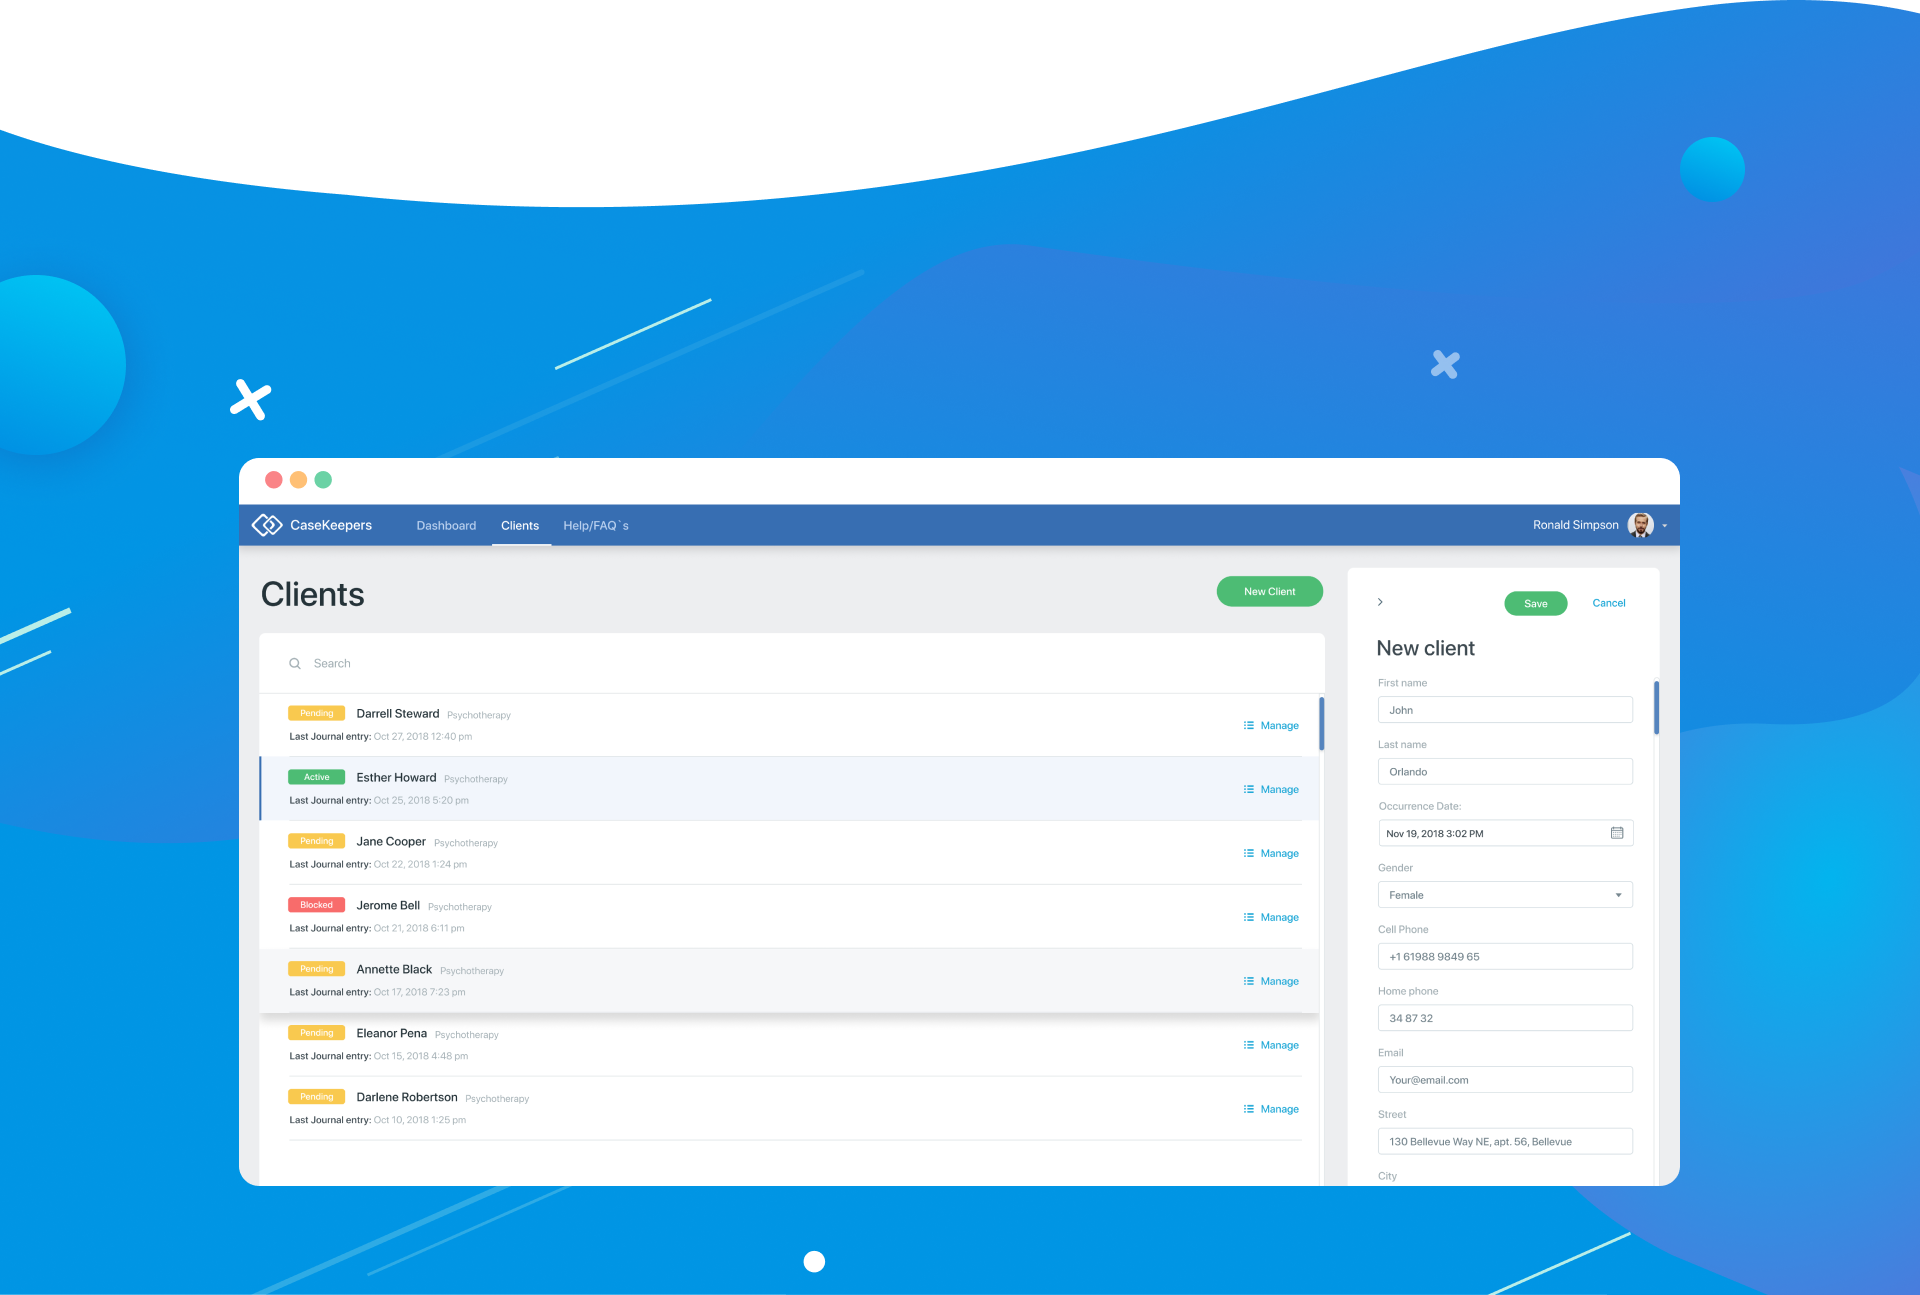 CaseKeepers Dashboard Clients Help/FAQ`s Ronald Simpson
Clients
New Client
Search
Pending Darrell Steward Psychotherapy
Last Journal entry: Oct 27, 2018 12:40 pm
Manage
Active Esther Howard Psychotherapy
Last Journal entry: Oct 25, 2018 5:20 pm
Manage
Pending Jane Cooper Psychotherapy
Last Journal entry: Oct 22, 2018 1:24 pm
Manage
Blocked Jerome Bell Psychotherapy
Last Journal entry: Oct 21, 2018 6:11 pm
Manage
Pending Annette Black Psychotherapy
Last Journal entry: Oct 17, 2018 7:23 pm
Manage
Pending Eleanor Pena Psychotherapy
Last Journal entry: Oct 15, 2018 4:48 pm
Manage
Pending Darlene Robertson Psychotherapy
Last Journal entry: Oct 10, 2018 1:25 pm
Manage
Save Cancel
New client
First name
John
Last name
Orlando
Occurrence Date:
Nov 19, 2018 3:02 PM
Gender
Female
Cell Phone
+1 61988 9849 65
Home phone
34 87 32
Email
Your@email.com
Street
130 Bellevue Way NE, apt. 56, Bellevue
City